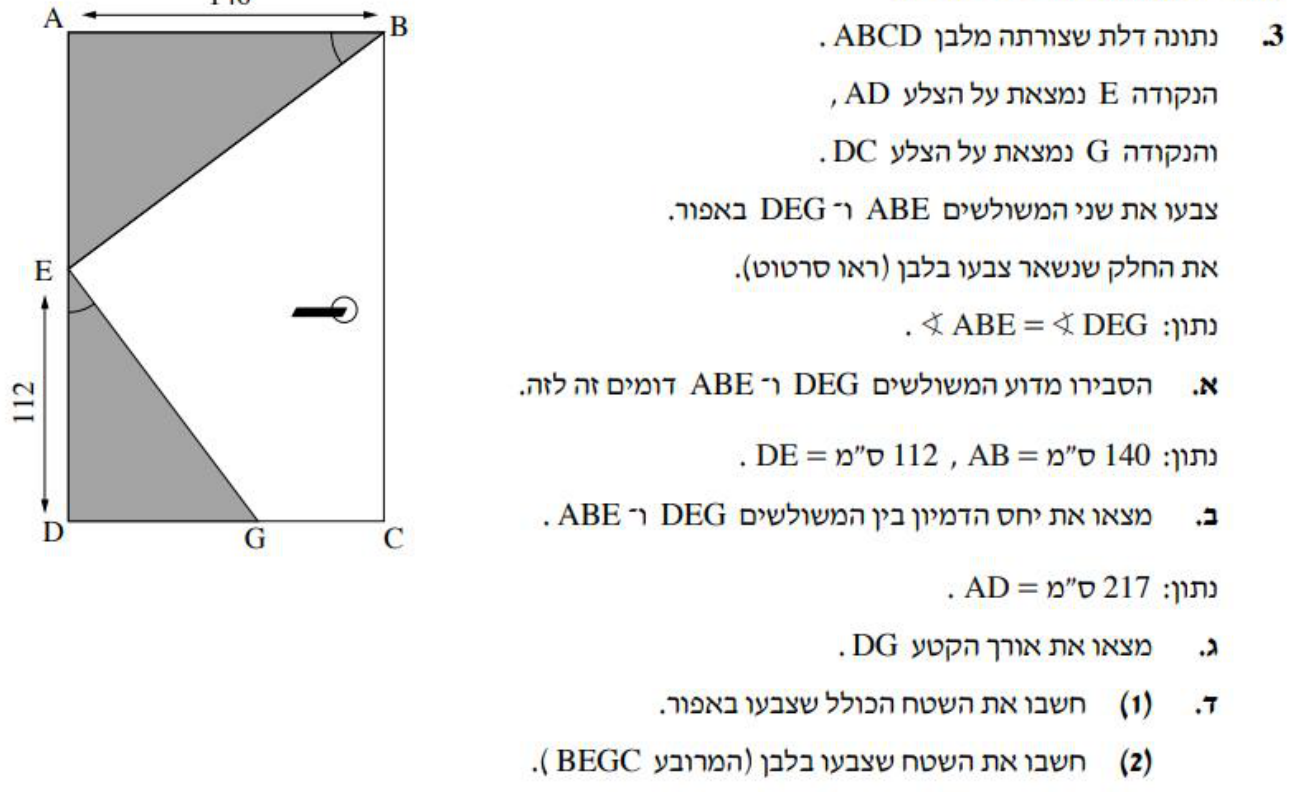 3. נתונה דלת שצורתה מלבן ABCD .
הנקודה E נמצאת על הצלע AD ,
והנקודה G נמצאת על הצלע DC .
צבעו את שני המשולשים ABE ו־ DEG באפור.
את החלק שנשאר צבעו בלבן (ראו סרטוט).
נתון: ∢ ABE = ∢ DEG .
א. הסבירו מדוע המשולשים DEG ו־ ABE דומים זה לזה.
נתון: 140 ס"מ = AB , 112 ס"מ = DE .
ב. מצאו את יחס הדמיון בין המשולשים DEG ו־ ABE .
נתון: 217 ס"מ = AD .
ג. מצאו את אורך הקטע DG .
ד. (1) חשבו את השטח הכולל שצבעו באפור.
(2) חשבו את השטח שצבעו בלבן (המרובע BEGC ).
A
B
E
112
D
G
C